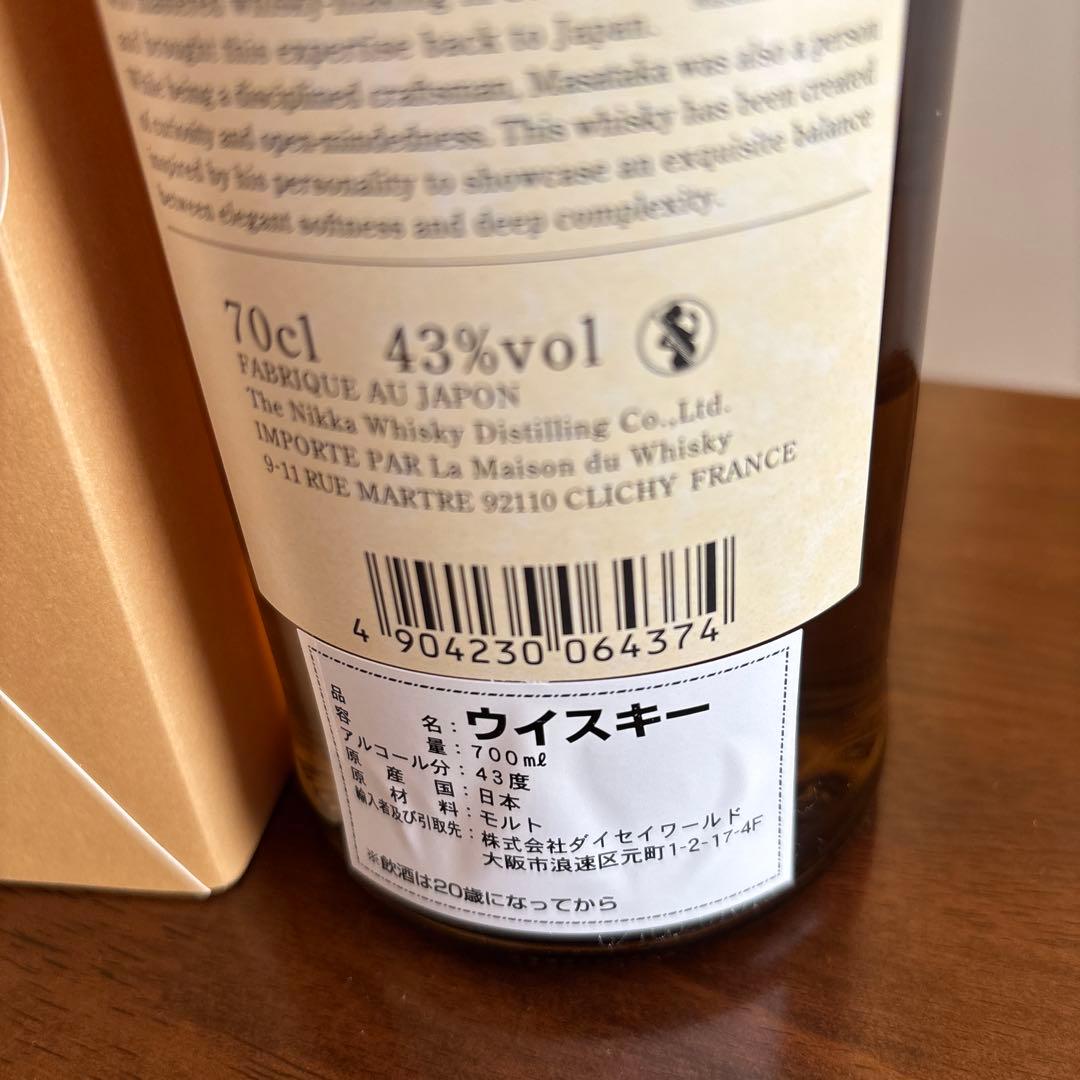 and brought this expertise back to Japan.
While being a disciplined craftsman, Masataka was also a person
of curiosity and open-mindedness. This whisky has been created
inspired by his personality to showcase an exquisite balance
between elegant softness and deep complexity.
70cl 43%vol
FABRIQUE AU JAPON
The Nikka Whisky Distilling Co.,Ltd.
IMPORTE PAR La Maison du Whisky
9-11 RUE MARTRE 92110 CLICHY FRANCE
4 904230 064374
品名:ウイスキー
容量:700㎖
アルコール分:43度
原産国:日本
原材料:モルト
輸入者及び引取先:株式会社ダイセイワールド
大阪市浪速区元町1-2-17-4F
※飲酒は20歳になってから